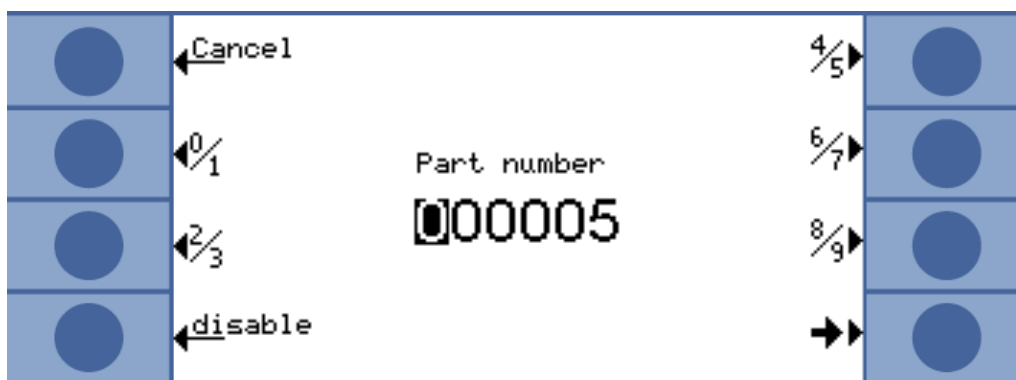 Cancel
4/5
0/1
6/7
Part number
000005
2/3
8/9
disable